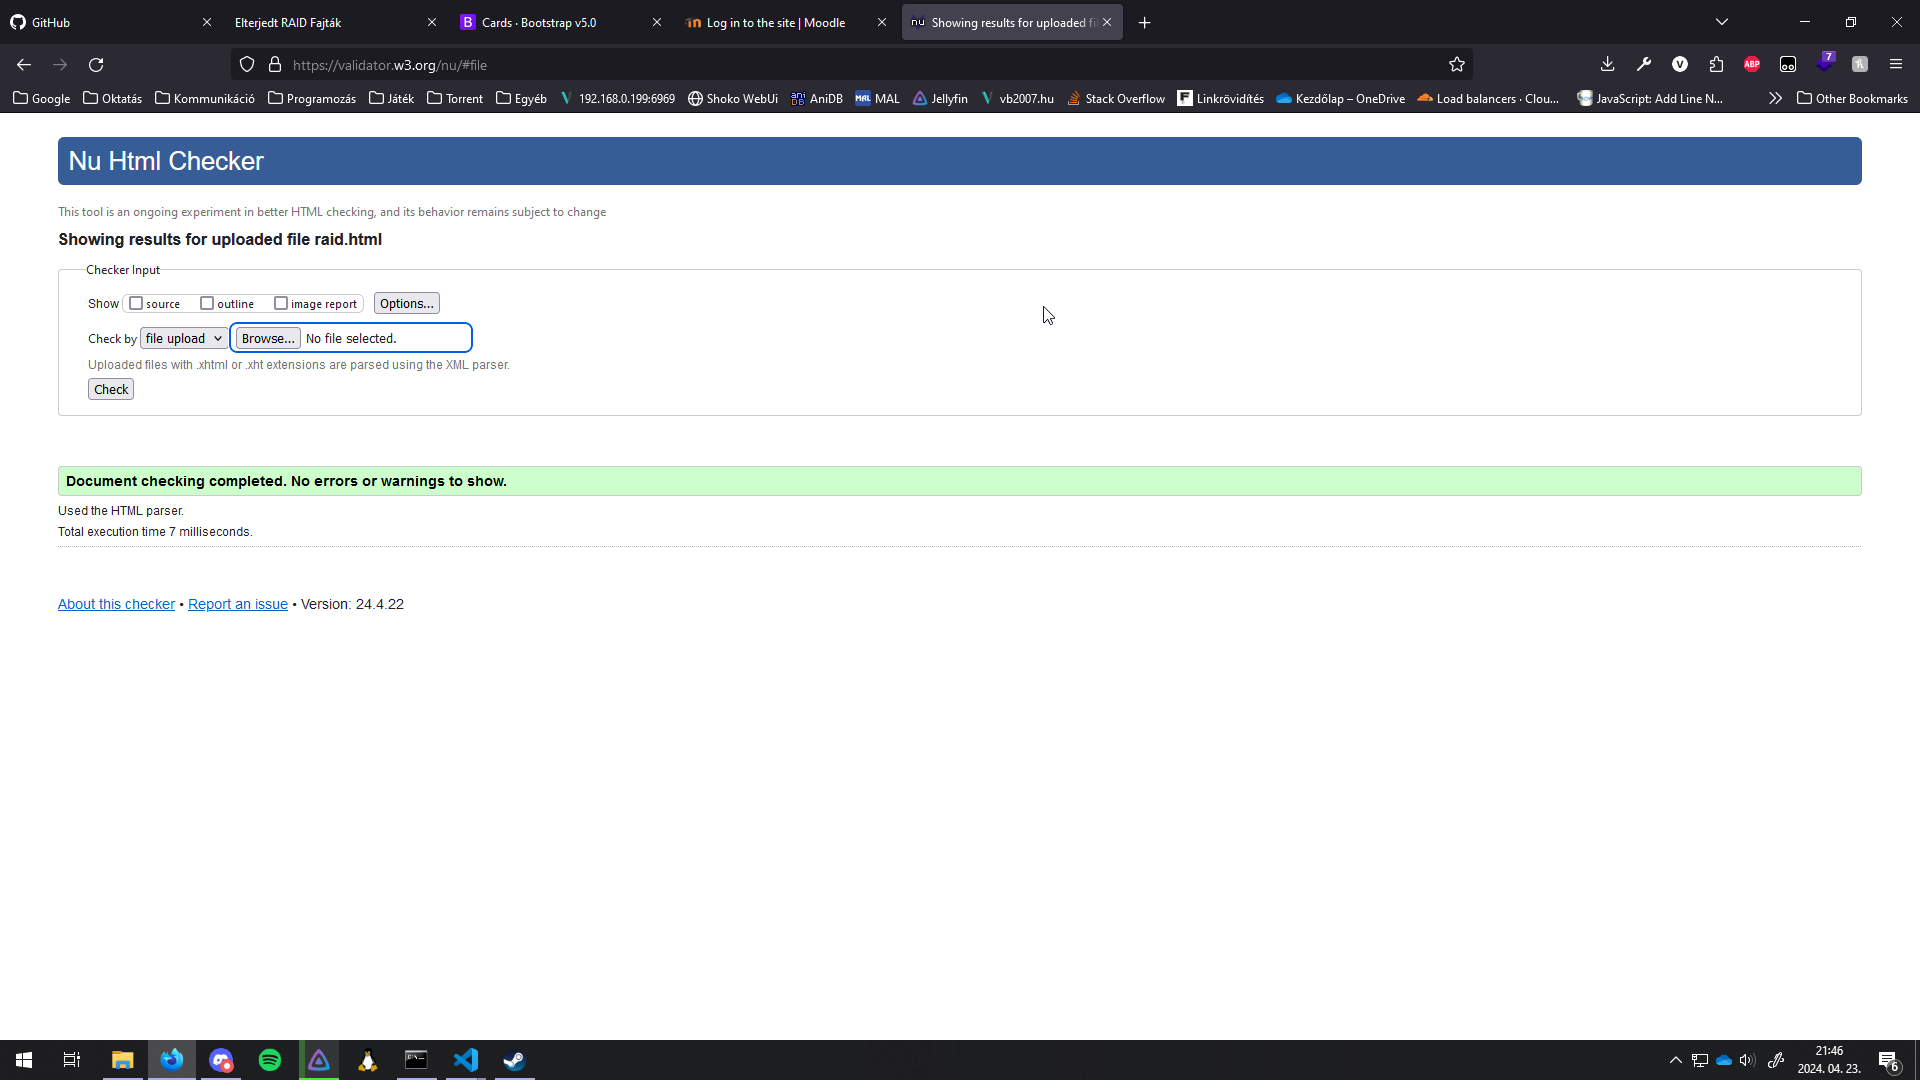 GitHub
Elterjedt RAID Fajták
B Cards · Bootstrap v5.0
Log in to the site | Moodle
nu Showing results for uploaded fi
https://validator.w3.org/nu/#file
ABP
7
Google
Oktatás
Kommunikáció
Programozás
Játék
Torrent
Egyéb
192.168.0.199:6969
Shoko WebUi
AniDB
MAL MAL
Jellyfin
vb2007.hu
Stack Overflow
Linkrövidítés
Kezdőlap – OneDrive
Load balancers · Clou...
JavaScript: Add Line N...
Other Bookmarks
Nu Html Checker
This tool is an ongoing experiment in better HTML checking, and its behavior remains subject to change
Showing results for uploaded file raid.html
Checker Input
Show source outline image report Options...
Check by file upload Browse... No file selected.
Uploaded files with .xhtml or .xht extensions are parsed using the XML parser.
Check
Document checking completed. No errors or warnings to show.
Used the HTML parser.
Total execution time 7 milliseconds.
About this checker • Report an issue • Version: 24.4.22
21:46
2024. 04. 23.
6